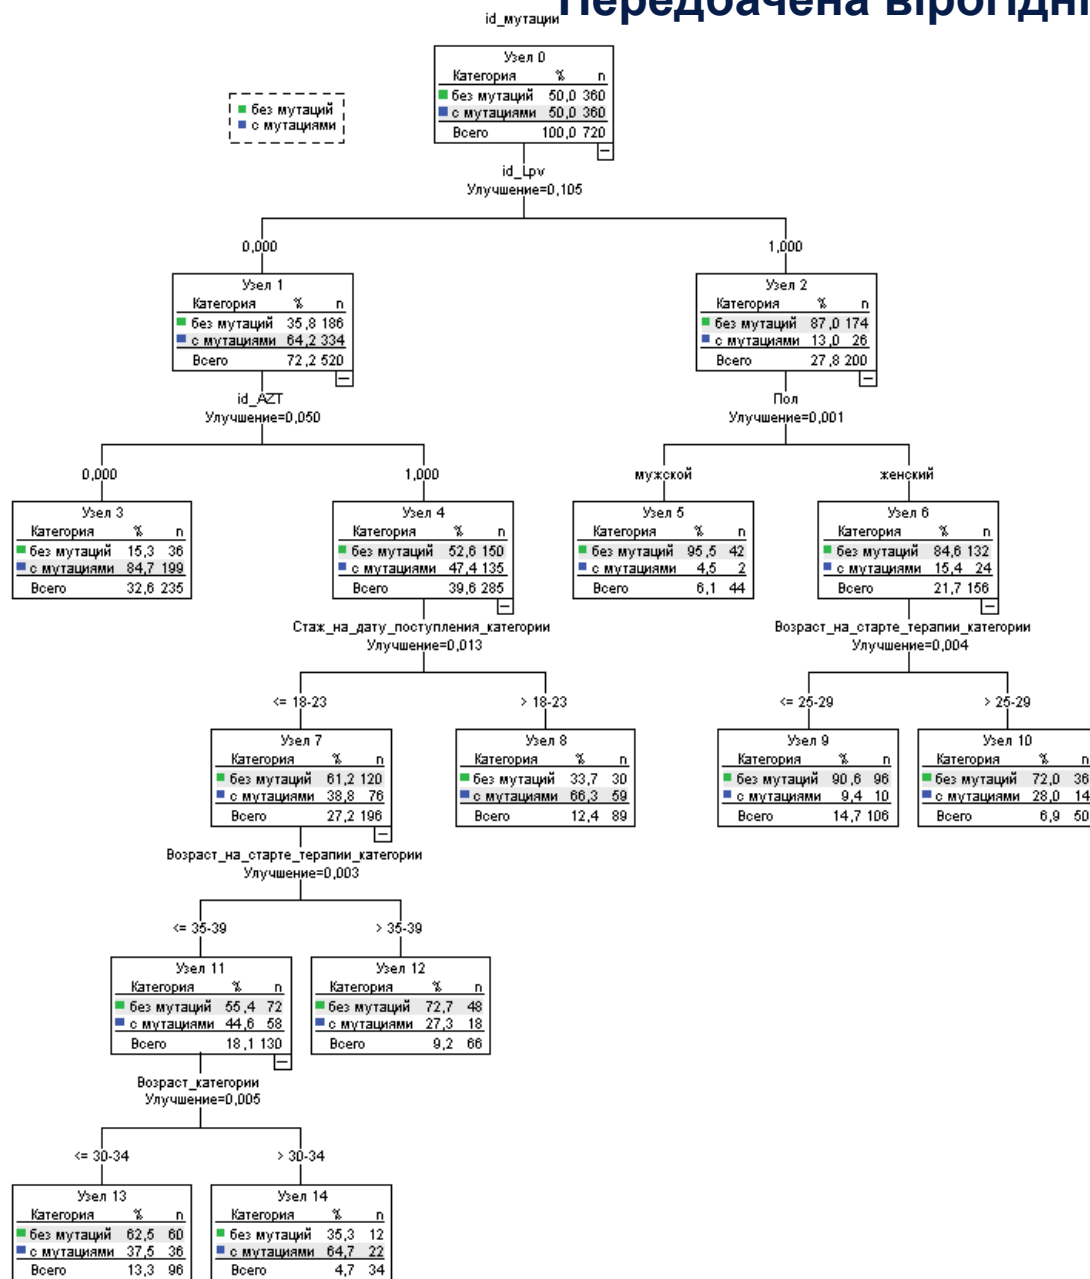 Передбачена вірогідні
id_мутации
Узел 0
Категория % n
без мутаций 50,0 360
с мутациями 50,0 360
Всего 100,0 720
без мутаций
с мутациями
id_Lpv
Улучшение=0,105
0,000
1,000
Узел 1
Категория % n
без мутаций 35,8 186
с мутациями 64,2 334
Всего 72,2 520
Узел 2
Категория % n
без мутаций 87,0 174
с мутациями 13,0 26
Всего 27,8 200
id_AZT
Улучшение=0,050
Пол
Улучшение=0,001
0,000
1,000
мужской
женский
Узел 3
Категория % n
без мутаций 15,3 36
с мутациями 84,7 199
Всего 32,6 235
Узел 4
Категория % n
без мутаций 52,6 150
с мутациями 47,4 135
Всего 39,6 285
Узел 5
Категория % n
без мутаций 95,5 42
с мутациями 4,5 2
Всего 6,1 44
Узел 6
Категория % n
без мутаций 84,6 132
с мутациями 15,4 24
Всего 21,7 156
Стаж_на_дату_поступления_категории
Улучшение=0,013
Возраст_на_старте_терапии_категории
Улучшение=0,004
<= 18-23
> 18-23
<= 25-29
> 25-29
Узел 7
Категория % n
без мутаций 61,2 120
с мутациями 38,8 76
Всего 27,2 196
Узел 8
Категория % n
без мутаций 33,7 30
с мутациями 66,3 59
Всего 12,4 89
Узел 9
Категория % n
без мутаций 90,6 96
с мутациями 9,4 10
Всего 14,7 106
Узел 10
Категория % n
без мутаций 72,0 36
с мутациями 28,0 14
Всего 6,9 50
Возраст_на_старте_терапии_категории
Улучшение=0,003
<= 35-39
> 35-39
Узел 11
Категория % n
без мутаций 55,4 72
с мутациями 44,6 58
Всего 18,1 130
Узел 12
Категория % n
без мутаций 72,7 48
с мутациями 27,3 18
Всего 9,2 66
Возраст_категории
Улучшение=0,005
<= 30-34
> 30-34
Узел 13
Категория % n
без мутаций 62,5 60
с мутациями 37,5 36
Всего 13,3 96
Узел 14
Категория % n
без мутаций 35,3 12
с мутациями 64,7 22
Всего 4,7 34